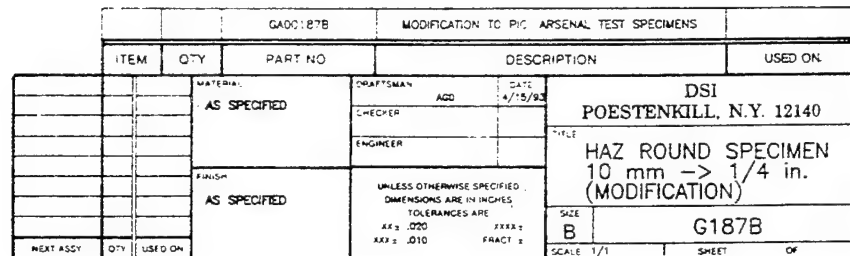 GA00187B MODIFICATION TO PIC ARSENAL TEST SPECIMENS
ITEM QTY PART NO DESCRIPTION USED ON
MATERIAL
AS SPECIFIED
FINISH
AS SPECIFIED
NEXT ASSY QTY USED ON
DRAFTSMAN AGD DATE 4/15/93
CHECKER
ENGINEER
UNLESS OTHERWISE SPECIFIED
DIMENSIONS ARE IN INCHES
TOLERANCES ARE
.XX ± .020 .XXXX ±
.XXX ± .010 FRACT ±
DSI
POESTENKILL, N.Y. 12140
TITLE
HAZ ROUND SPECIMEN
10 mm -> 1/4 in.
(MODIFICATION)
SIZE
B G187B
SCALE 1/1 SHEET OF